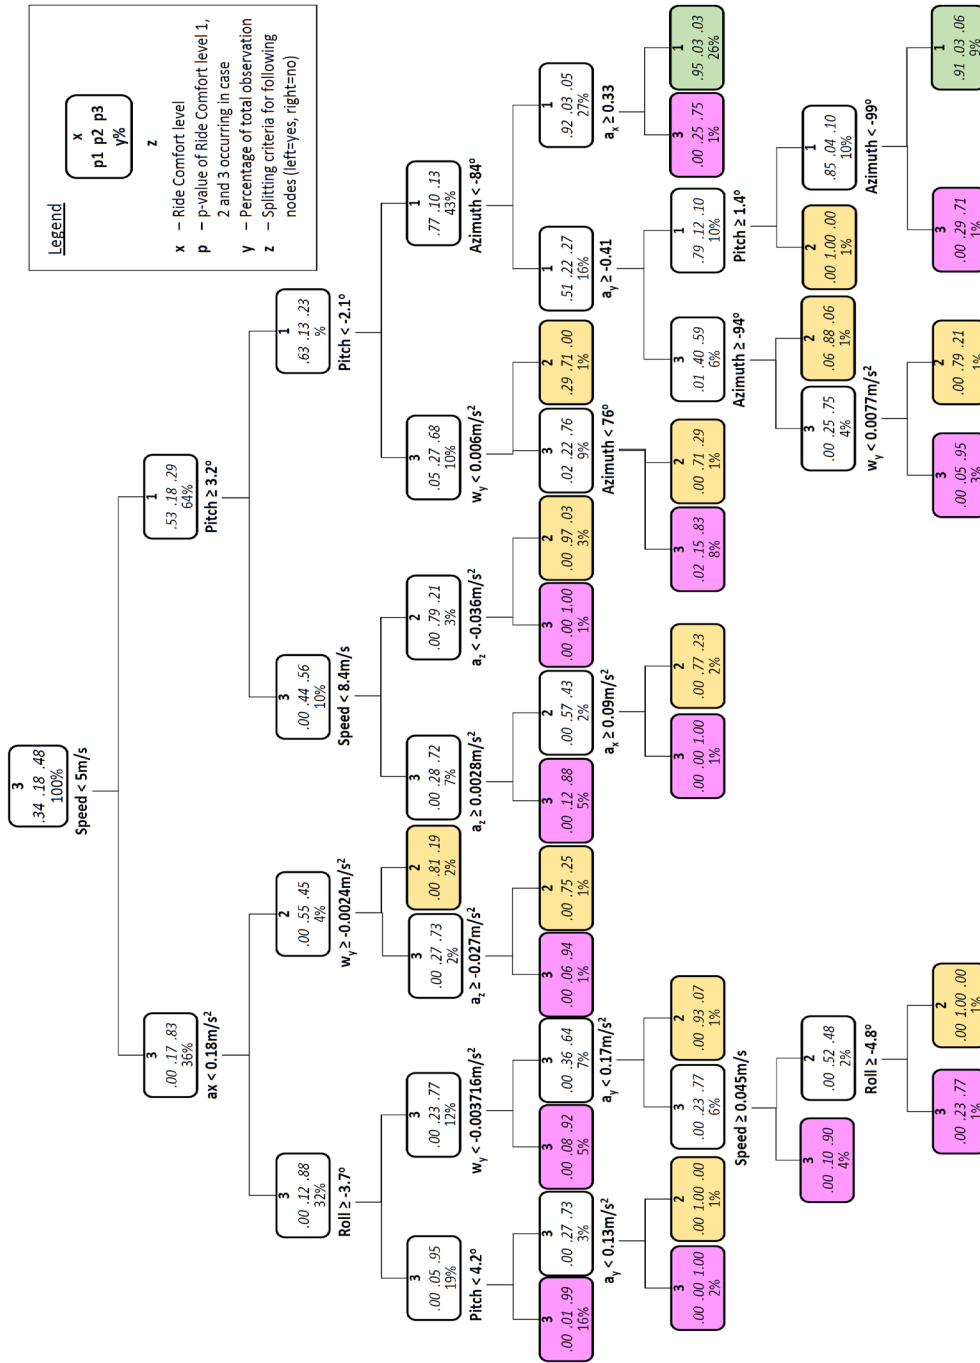 Legend
x
p1 p2 p3
y%
z
x – Ride Comfort level
p – p-value of Ride Comfort level 1,
2 and 3 occurring in case
y – Percentage of total observation
z – Splitting criteria for following
nodes (left=yes, right=no)
3
.34 .18 .48
100%
Speed < 5m/s
3
.00 .17 .83
36%
ax < 0.18m/s²
1
.53 .18 .29
64%
Pitch ≥ 3.2º
3
.00 .12 .88
32%
Roll ≥ -3.7º
2
.00 .55 .45
4%
wy ≥ -0.0024m/s²
3
.00 .44 .56
10%
Speed < 8.4m/s
1
.63 .13 .23
%
Pitch < -2.1º
3
.00 .05 .95
19%
Pitch < 4.2º
3
.00 .23 .77
12%
wy < -0.003716m/s²
3
.00 .27 .73
2%
az ≥ -0.027m/s²
2
.00 .81 .19
2%
3
.00 .28 .72
7%
az ≥ 0.0028m/s²
2
.00 .79 .21
3%
az < -0.036m/s²
3
.05 .27 .68
10%
wy < 0.006m/s²
1
.77 .10 .13
43%
Azimuth < -84º
3
.00 .01 .99
16%
3
.00 .27 .73
3%
ay < 0.13m/s²
3
.00 .08 .92
5%
3
.00 .36 .64
7%
ay < 0.17m/s²
3
.00 .06 .94
1%
2
.00 .75 .25
1%
3
.00 .12 .88
5%
2
.00 .57 .43
2%
ax ≥ 0.09m/s²
3
.00 .00 1.00
1%
2
.00 .97 .03
3%
3
.02 .22 .76
9%
Azimuth < 76º
2
.29 .71 .00
1%
1
.51 .22 .27
16%
ay ≥ -0.41
1
.92 .03 .05
27%
ax ≥ 0.33
3
.00 .00 1.00
2%
2
.00 1.00 .00
1%
3
.00 .23 .77
6%
Speed ≥ 0.045m/s
2
.00 .93 .07
1%
3
.00 .00 1.00
1%
2
.00 .77 .23
2%
3
.02 .15 .83
8%
2
.00 .71 .29
1%
3
.01 .40 .59
6%
Azimuth ≥ -94º
1
.79 .12 .10
10%
Pitch ≥ 1.4º
3
.00 .25 .75
1%
1
.95 .03 .03
26%
3
.00 .10 .90
4%
2
.00 .52 .48
2%
Roll ≥ -4.8º
3
.00 .25 .75
4%
wy < 0.0077m/s²
2
.06 .88 .06
1%
2
.00 1.00 .00
1%
1
.85 .04 .10
10%
Azimuth < -99º
3
.00 .23 .77
1%
2
.00 1.00 .00
1%
3
.00 .05 .95
3%
2
.00 .79 .21
1%
3
.00 .29 .71
1%
1
.91 .03 .06
9%